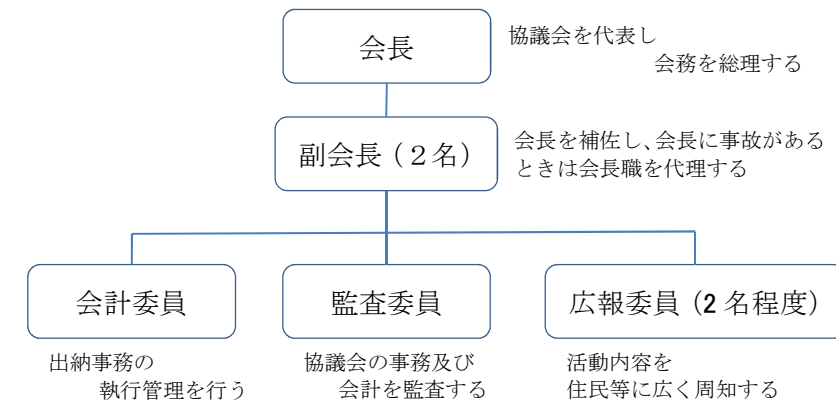 会長
協議会を代表し
会務を総理する
副会長（２名）
会長を補佐し、会長に事故がある
ときは会長職を代理する
会計委員
監査委員
広報委員（2 名程度）
出納事務の
執行管理を行う
協議会の事務及び
会計を監査する
活動内容を
住民等に広く周知する